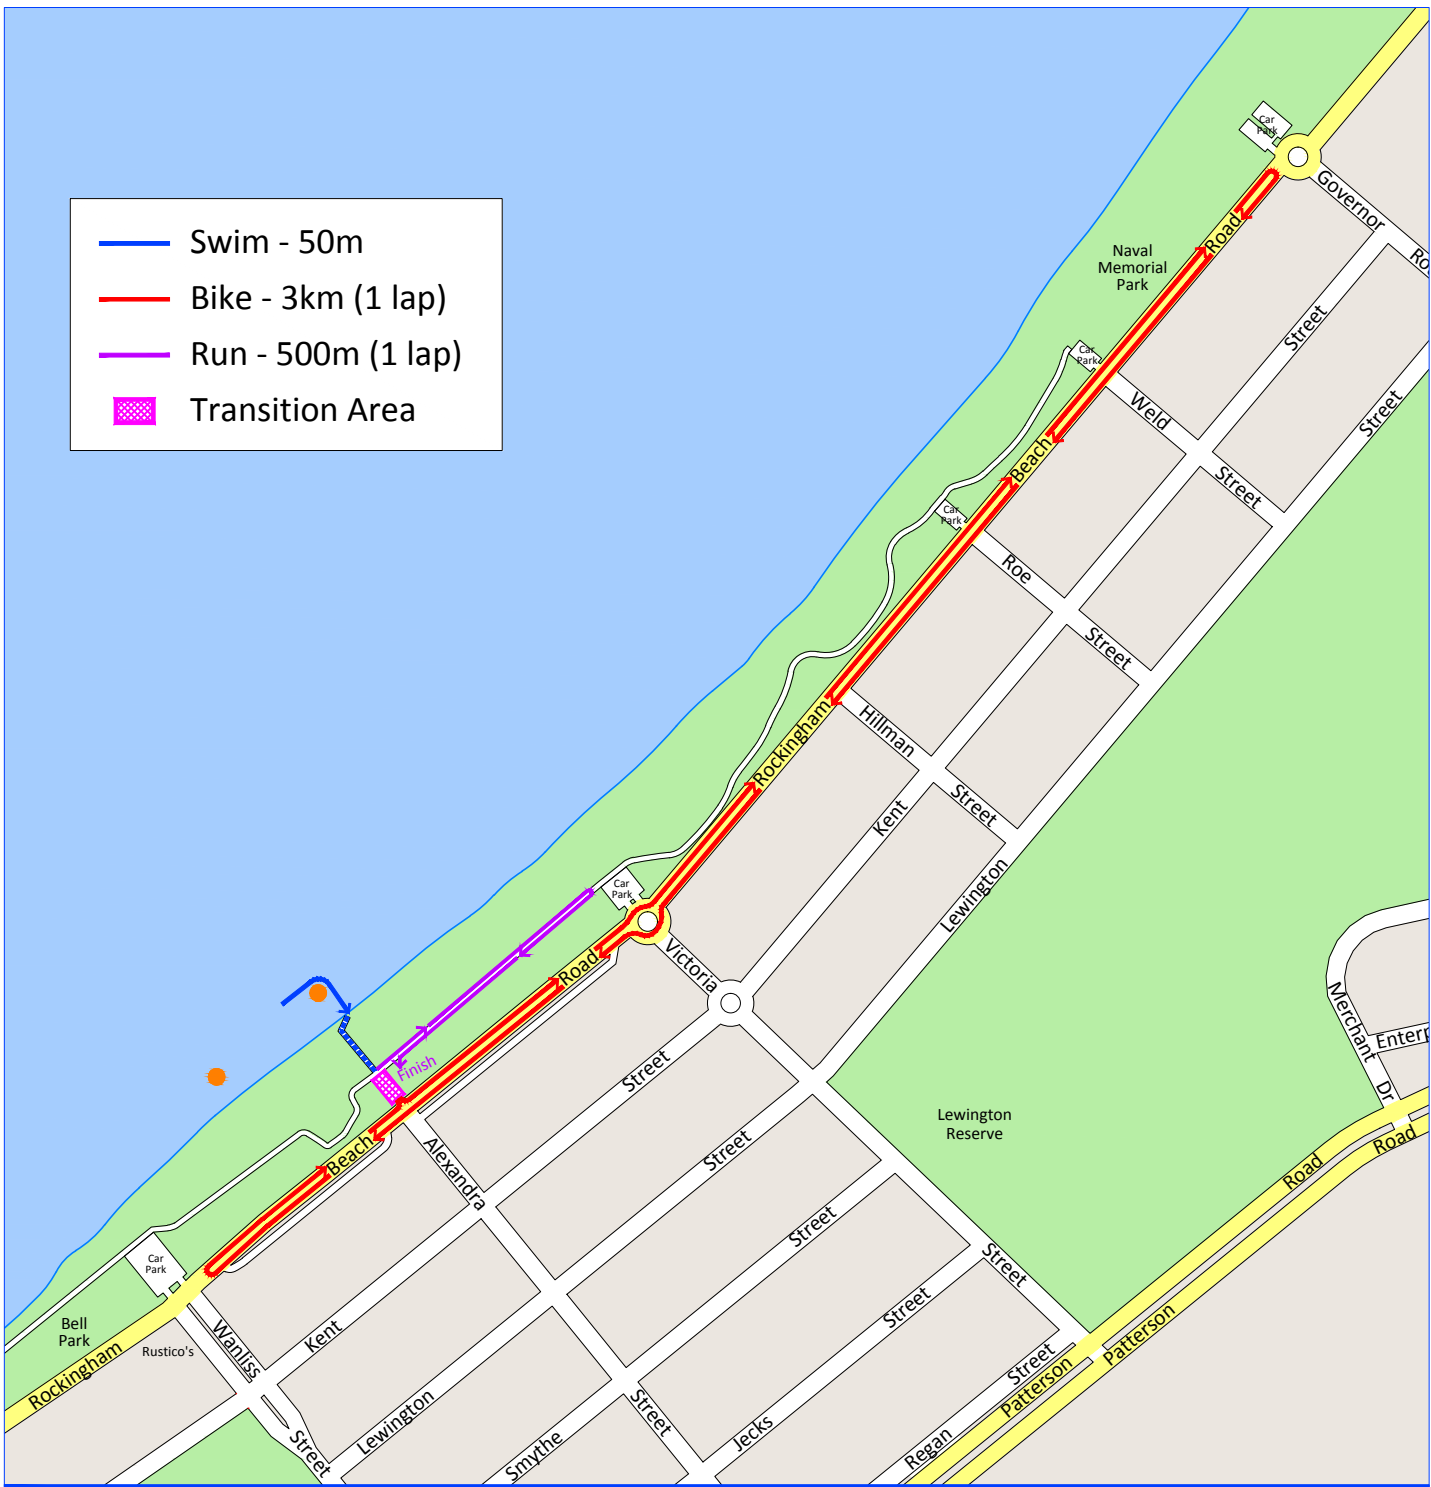 Swim - 50m
Bike - 3km (1 lap)
Run - 500m (1 lap)
Transition Area
Car
Park
Governor
Road
Naval
Memorial
Park
Street
Car
Park
Weld
Street
Street
Beach
Car
Park
Roe
Street
Rockingham
Hillman
Street
Kent
Lewington
Car
Park
Victoria
Road
Finish
Street
Merchant
Dr
Enterp
Lewington
Reserve
Beach
Alexandra
Street
Road
Road
Street
Street
Car
Park
Bell
Park
Rustico's
Rockingham
Wanliss
Street
Kent
Lewington
Smythe
Street
Jecks
Street
Regan
Street
Patterson
Patterson